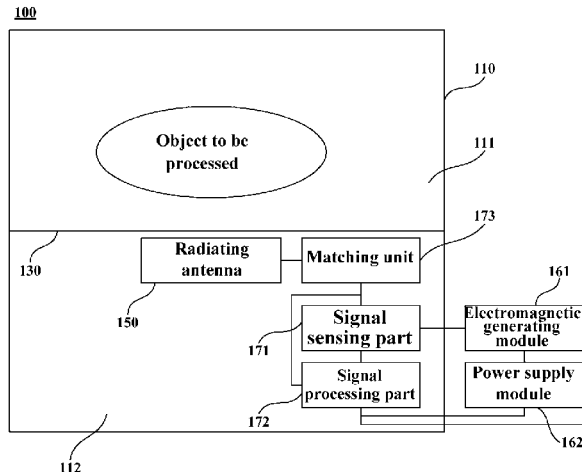 100
110
Object to be
processed
111
130
Radiating
antenna
Matching unit
173
150
161
Signal
sensing part
Electromagnetic
generating module
171
Signal
processing part
Power supply
module
172
162
112